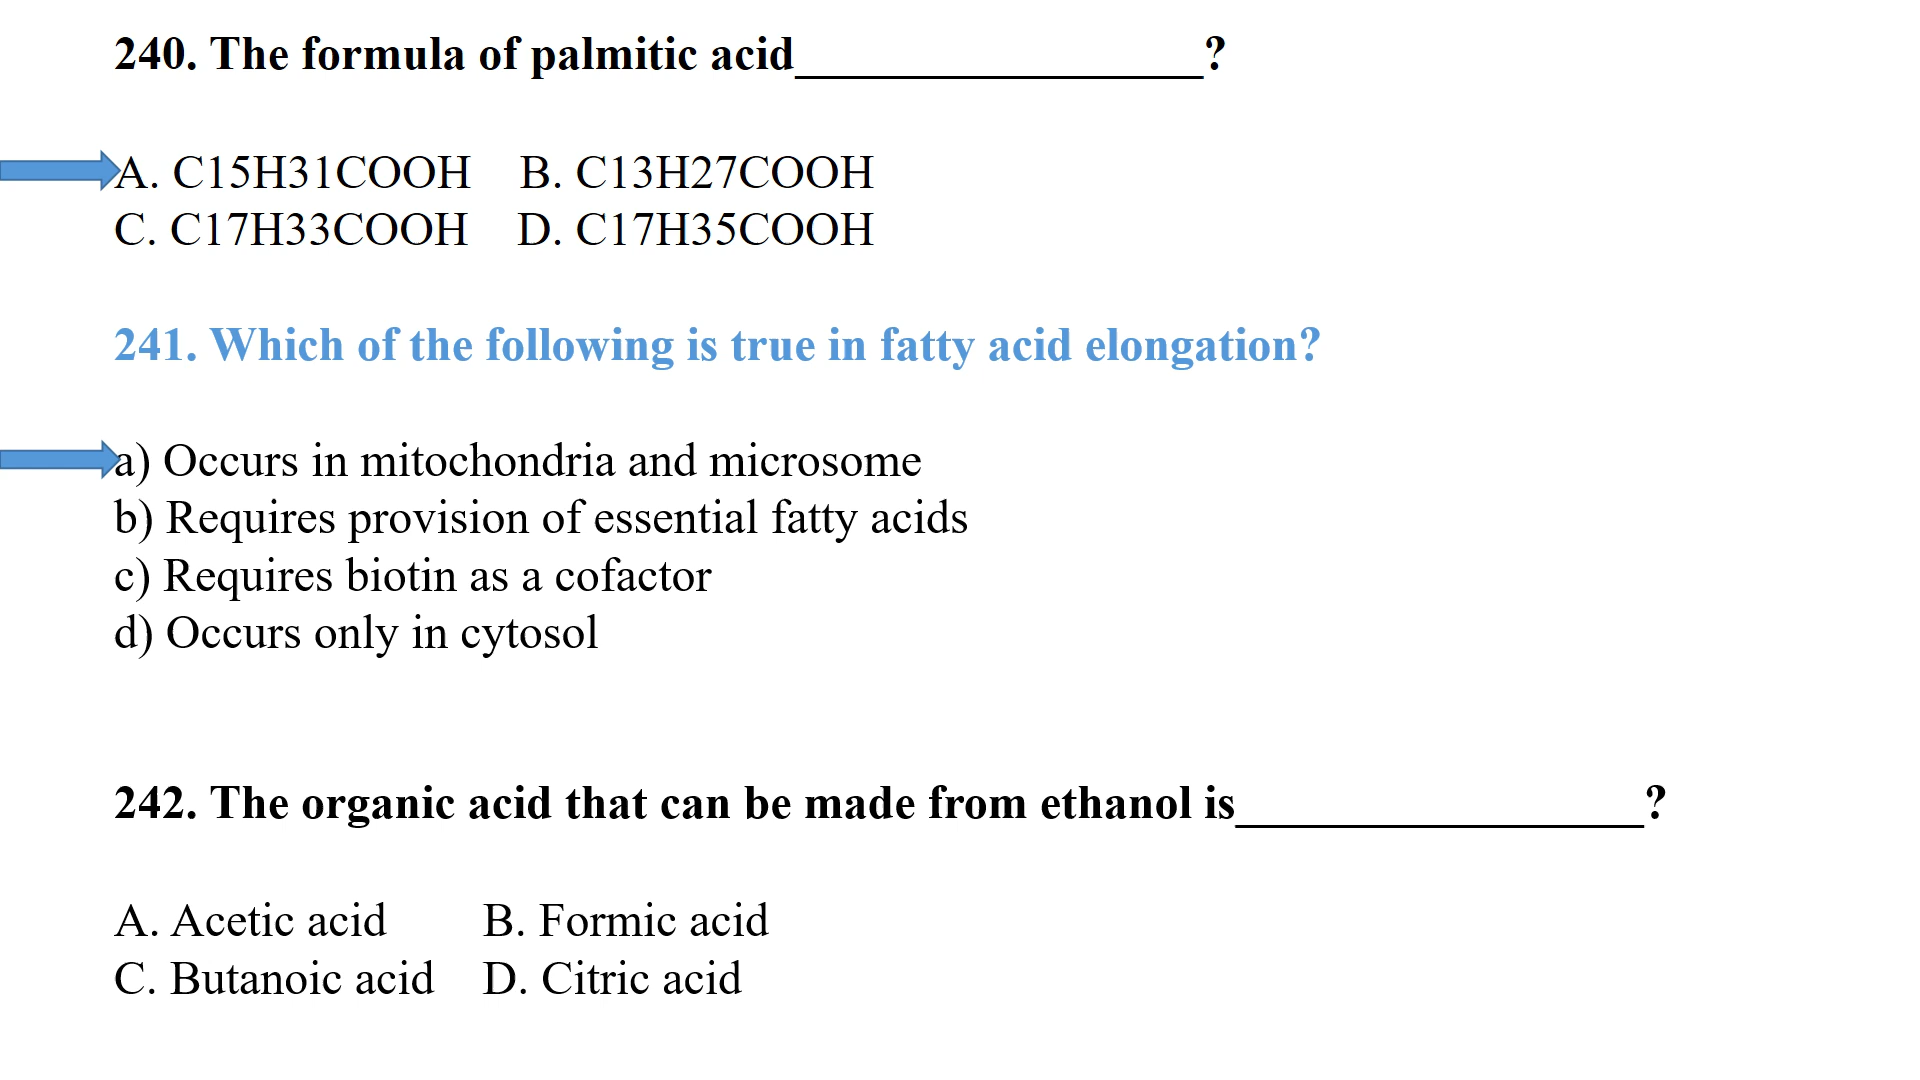 240. The formula of palmitic acid_________________?
A. C15H31COOH B. C13H27COOH
C. C17H33COOH D. C17H35COOH
241. Which of the following is true in fatty acid elongation?
a) Occurs in mitochondria and microsome
b) Requires provision of essential fatty acids
c) Requires biotin as a cofactor
d) Occurs only in cytosol
242. The organic acid that can be made from ethanol is_________________?
A. Acetic acid B. Formic acid
C. Butanoic acid D. Citric acid